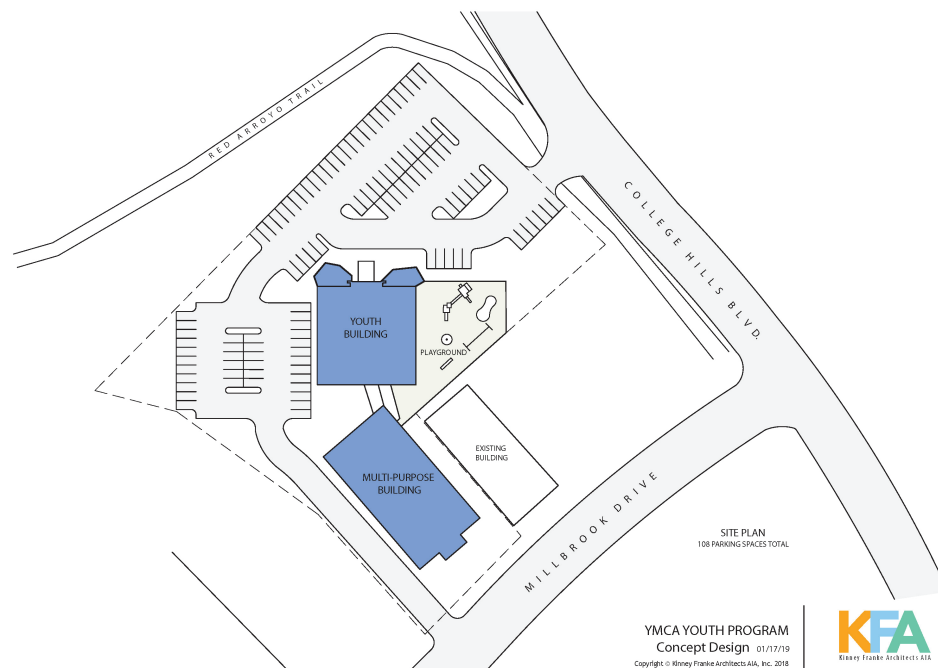 RED ARROYO TRAIL
COLLEGE HILLS BLVD.
YOUTH
BUILDING
PLAYGROUND
MULTI-PURPOSE
BUILDING
EXISTING
BUILDING
MILLBROOK DRIVE
SITE PLAN
108 PARKING SPACES TOTAL
YMCA YOUTH PROGRAM
Concept Design 01/17/19
Copyright © Kinney Franke Architects AIA, Inc. 2018
KFA
Kinney Franke Architects AIA